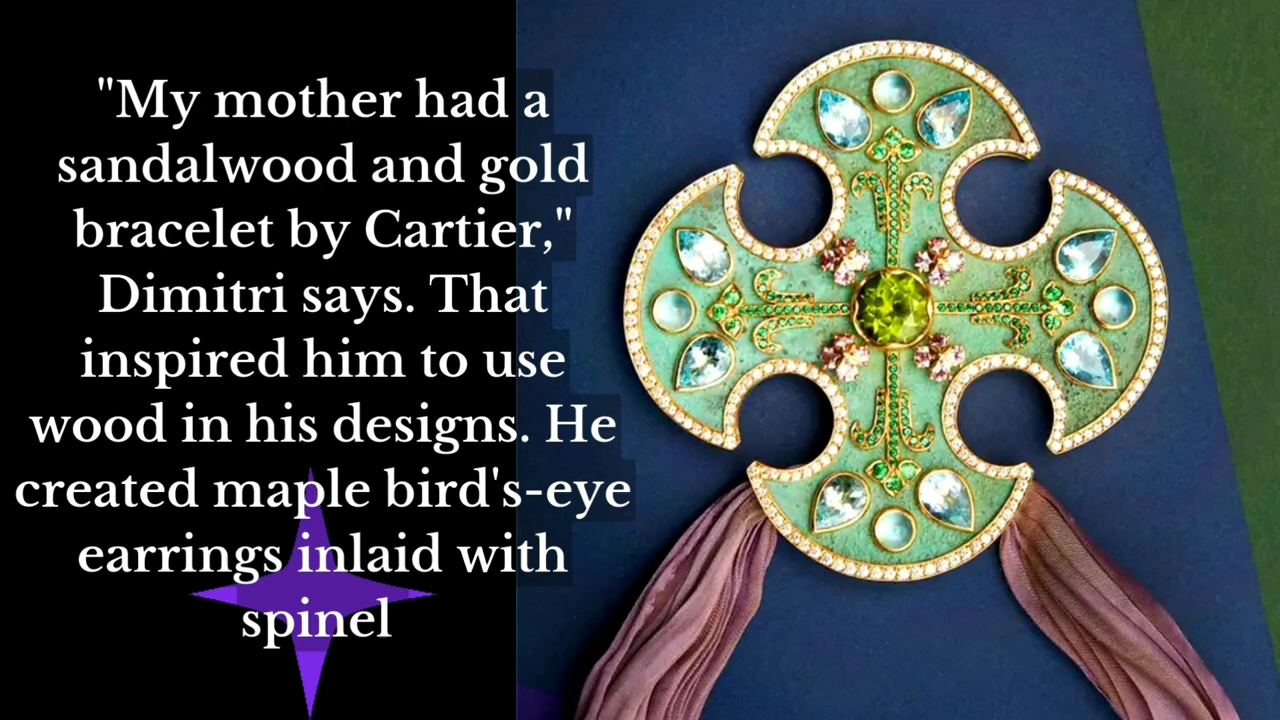 "My mother had a
sandalwood and gold
bracelet by Cartier,"
Dimitri says. That
inspired him to use
wood in his designs. He
created maple bird's-eye
earrings inlaid with
spinel